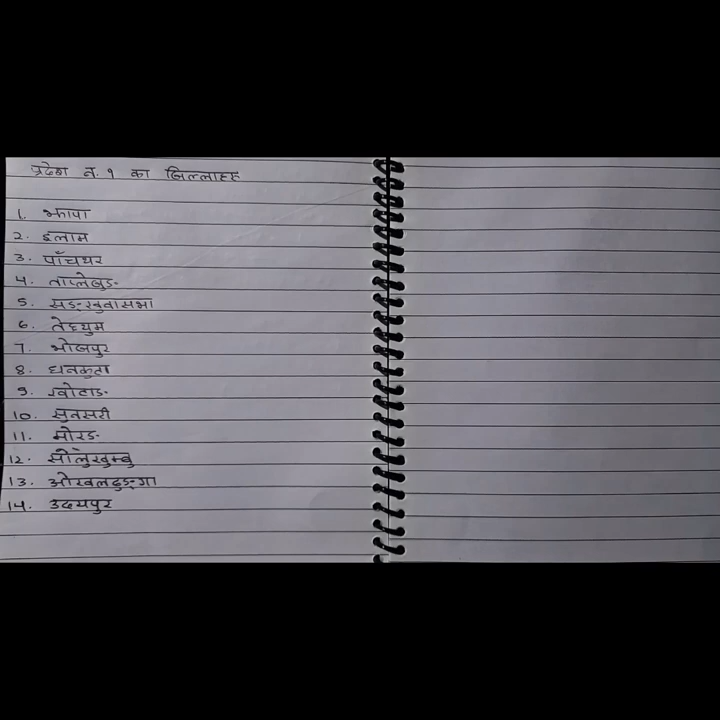 प्रदेश नं. १ का जिल्लाहरु
1. झापा
2. इलाम
3. पाँचथर
4. ताप्लेजुङ
5. सङ्खुवासभा
6. तेह्रथुम
7. भोजपुर
8. धनकुटा
9. खोटाङ
10. सुनसरी
11. मोरङ
12. सोलुखुम्बु
13. ओखलढुङ्गा
14. उदयपुर